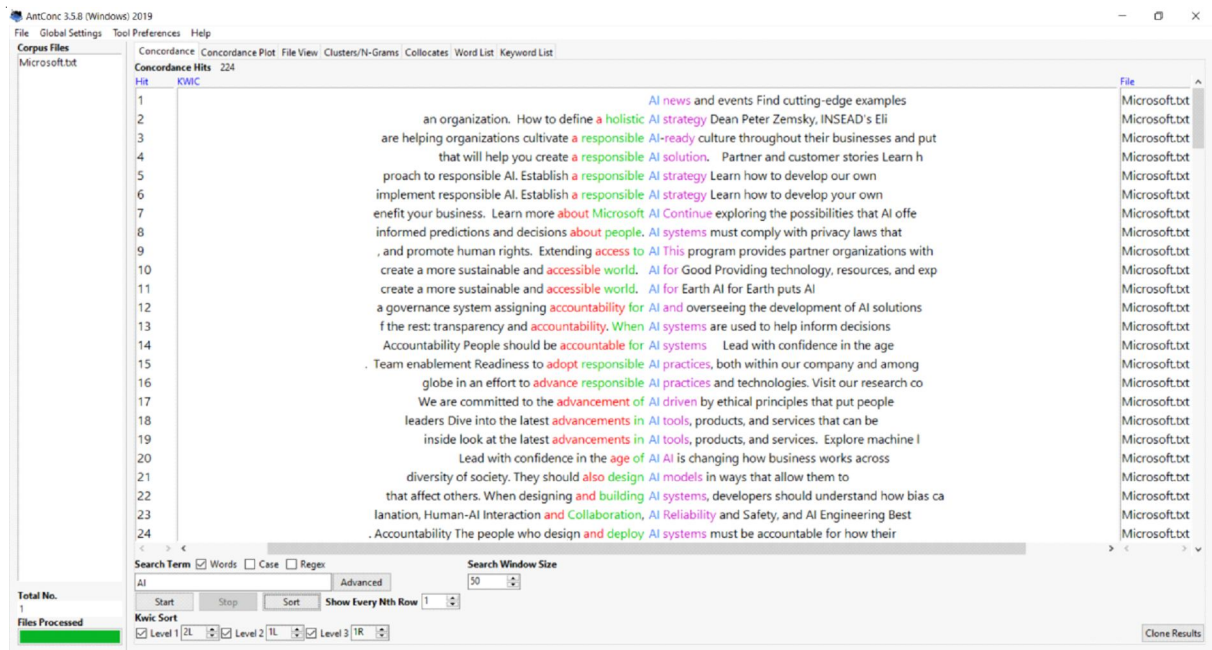 AntConc 3.5.8 (Windows) 2019
File Global Settings Tool Preferences Help
Corpus Files
Microsoft.txt
Concordance Concordance Plot File View Clusters/N-Grams Collocates Word List Keyword List
Concordance Hits 224
Hit KWIC File
1 AI news and events Find cutting-edge examples Microsoft.txt
2 an organization. How to define a holistic AI strategy Dean Peter Zemsky, INSEAD's Eli Microsoft.txt
3 are helping organizations cultivate a responsible AI-ready culture throughout their businesses and put Microsoft.txt
4 that will help you create a responsible AI solution. Partner and customer stories Learn h Microsoft.txt
5 proach to responsible AI. Establish a responsible AI strategy Learn how to develop our own Microsoft.txt
6 implement responsible AI. Establish a responsible AI strategy Learn how to develop your own Microsoft.txt
7 enefit your business. Learn more about Microsoft AI Continue exploring the possibilities that AI offe Microsoft.txt
8 informed predictions and decisions about people. AI systems must comply with privacy laws that Microsoft.txt
9 , and promote human rights. Extending access to AI This program provides partner organizations with Microsoft.txt
10 create a more sustainable and accessible world. AI for Good Providing technology, resources, and exp Microsoft.txt
11 create a more sustainable and accessible world. AI for Earth AI for Earth puts AI Microsoft.txt
12 a governance system assigning accountability for AI and overseeing the development of AI solutions Microsoft.txt
13 f the rest: transparency and accountability. When AI systems are used to help inform decisions Microsoft.txt
14 Accountability People should be accountable for AI systems Lead with confidence in the age Microsoft.txt
15 . Team enablement Readiness to adopt responsible AI practices, both within our company and among Microsoft.txt
16 globe in an effort to advance responsible AI practices and technologies. Visit our research co Microsoft.txt
17 We are committed to the advancement of AI driven by ethical principles that put people Microsoft.txt
18 leaders Dive into the latest advancements in AI tools, products, and services that can be Microsoft.txt
19 inside look at the latest advancements in AI tools, products, and services. Explore machine l Microsoft.txt
20 Lead with confidence in the age of AI AI is changing how business works across Microsoft.txt
21 diversity of society. They should also design AI models in ways that allow them to Microsoft.txt
22 that affect others. When designing and building AI systems, developers should understand how bias ca Microsoft.txt
23 lanation, Human-AI Interaction and Collaboration, AI Reliability and Safety, and AI Engineering Best Microsoft.txt
24 . Accountability The people who design and deploy AI systems must be accountable for how their Microsoft.txt
Search Term Words Case Regex Search Window Size
AI Advanced 50
Total No.
1
Start Stop Sort Show Every Nth Row 1
Files Processed
Kwic Sort
Level 1 2L Level 2 1L Level 3 1R Clone Results